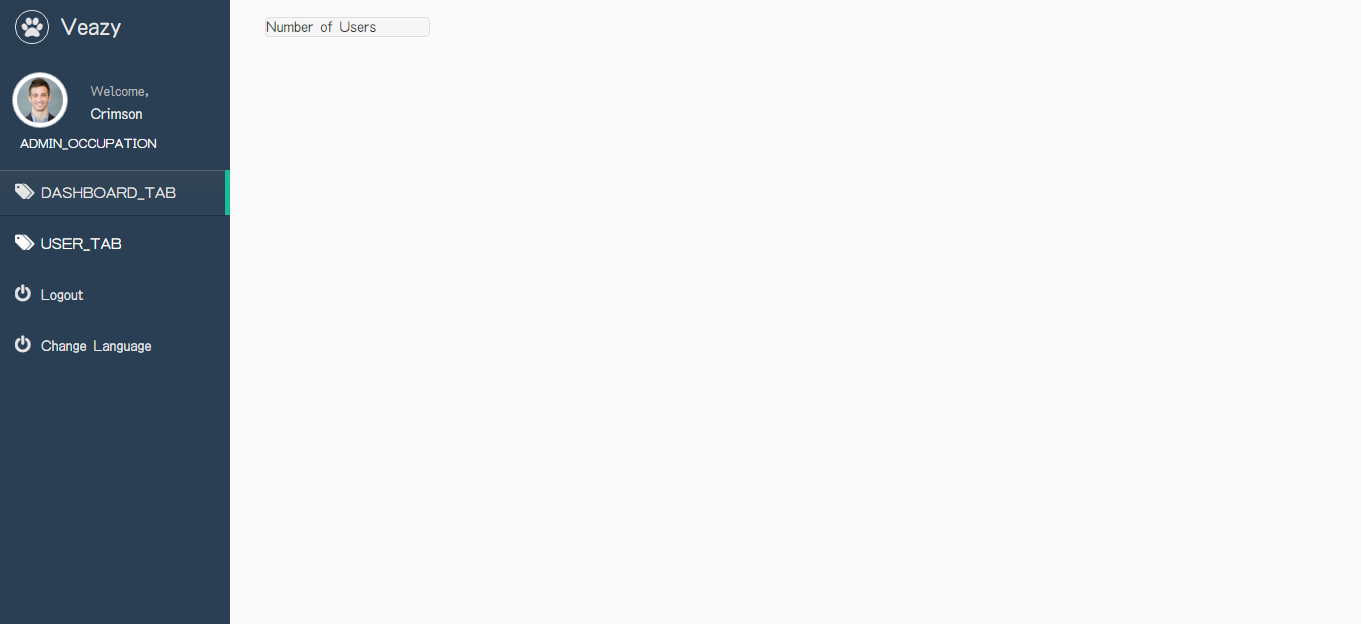 Veazy
Welcome,
Crimson
ADMIN_OCCUPATION
DASHBOARD_TAB
USER_TAB
Logout
Change Language
Number of Users